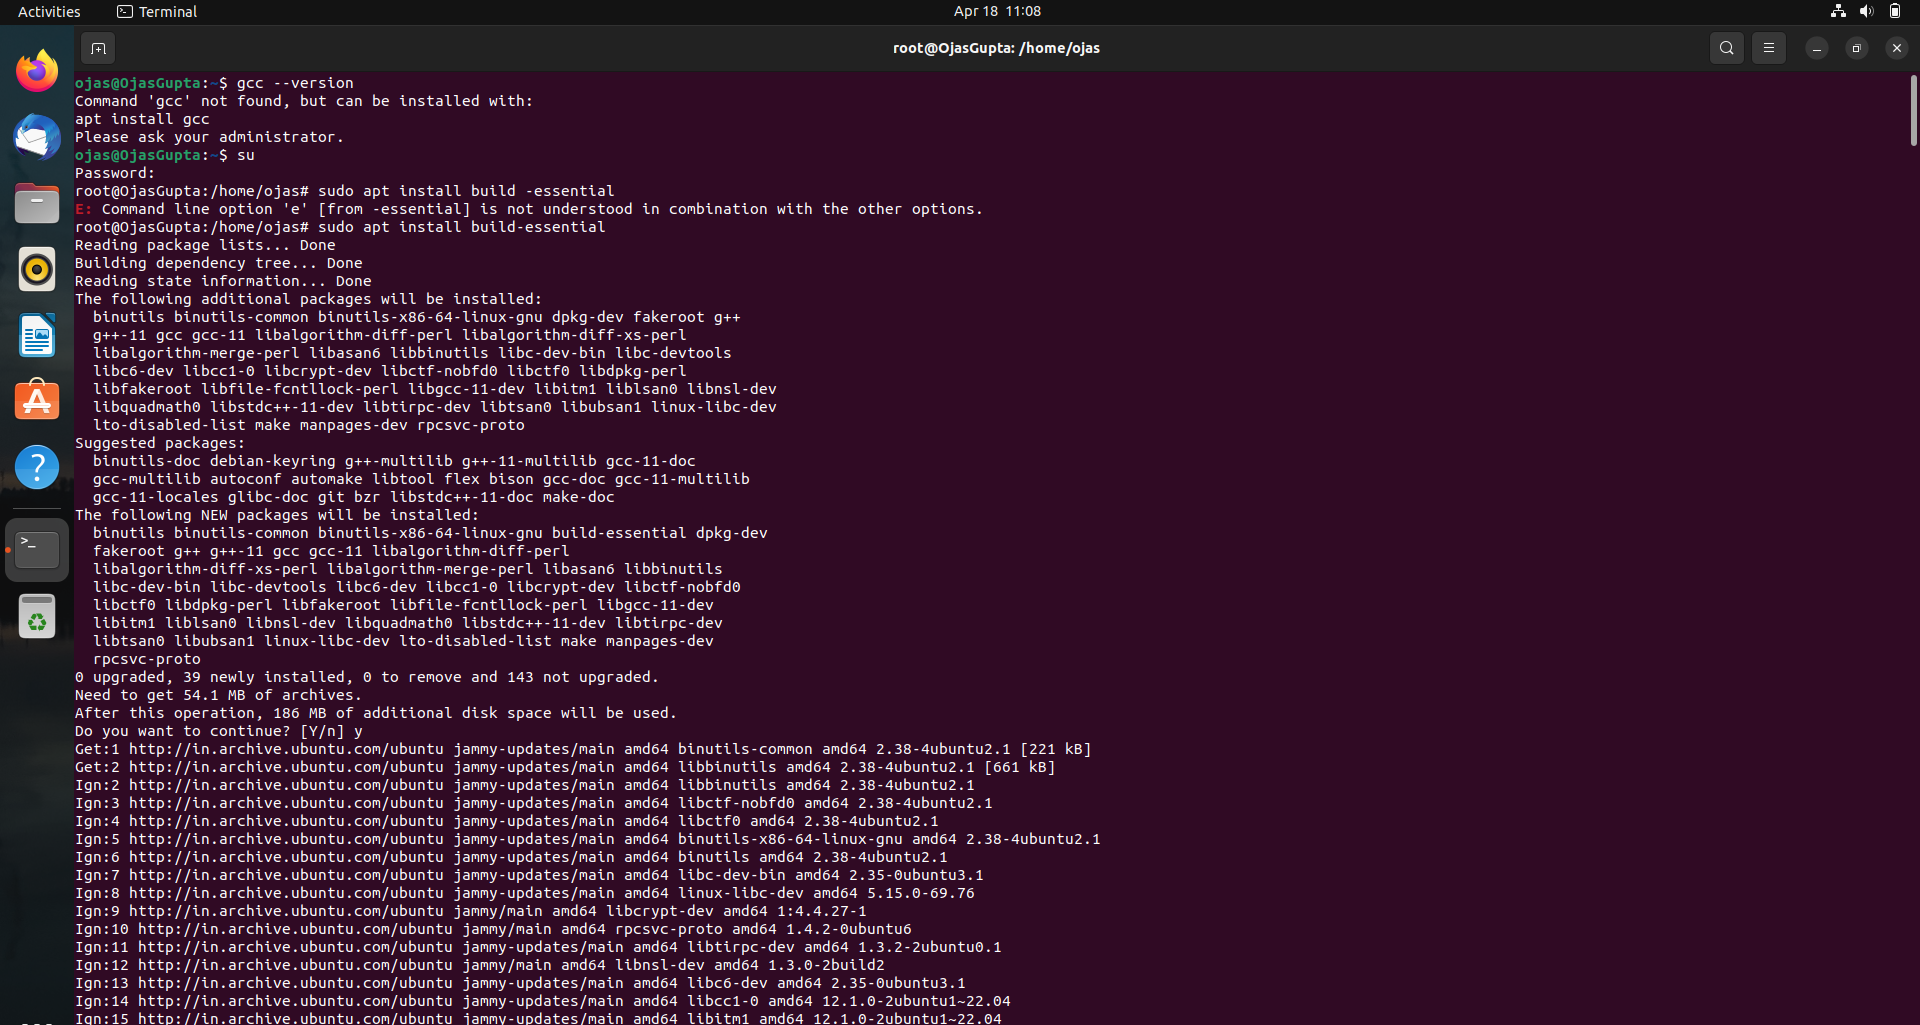 Activities
Terminal
Apr 18 11:08
root@OjasGupta: /home/ojas
ojas@OjasGupta:~$ gcc --version
Command 'gcc' not found, but can be installed with:
apt install gcc
Please ask your administrator.
ojas@OjasGupta:~$ su
Password:
root@OjasGupta:/home/ojas# sudo apt install build -essential
E: Command line option 'e' [from -essential] is not understood in combination with the other options.
root@OjasGupta:/home/ojas# sudo apt install build-essential
Reading package lists... Done
Building dependency tree... Done
Reading state information... Done
The following additional packages will be installed:
  binutils binutils-common binutils-x86-64-linux-gnu dpkg-dev fakeroot g++
  g++-11 gcc gcc-11 libalgorithm-diff-perl libalgorithm-diff-xs-perl
  libalgorithm-merge-perl libasan6 libbinutils libc-dev-bin libc-devtools
  libc6-dev libcc1-0 libcrypt-dev libctf-nobfd0 libctf0 libdpkg-perl
  libfakeroot libfile-fcntllock-perl libgcc-11-dev libitm1 liblsan0 libnsl-dev
  libquadmath0 libstdc++-11-dev libtirpc-dev libtsan0 libubsan1 linux-libc-dev
  lto-disabled-list make manpages-dev rpcsvc-proto
Suggested packages:
  binutils-doc debian-keyring g++-multilib g++-11-multilib gcc-11-doc
  gcc-multilib autoconf automake libtool flex bison gcc-doc gcc-11-multilib
  gcc-11-locales glibc-doc git bzr libstdc++-11-doc make-doc
The following NEW packages will be installed:
  binutils binutils-common binutils-x86-64-linux-gnu build-essential dpkg-dev
  fakeroot g++ g++-11 gcc gcc-11 libalgorithm-diff-perl
  libalgorithm-diff-xs-perl libalgorithm-merge-perl libasan6 libbinutils
  libc-dev-bin libc-devtools libc6-dev libcc1-0 libcrypt-dev libctf-nobfd0
  libctf0 libdpkg-perl libfakeroot libfile-fcntllock-perl libgcc-11-dev
  libitm1 liblsan0 libnsl-dev libquadmath0 libstdc++-11-dev libtirpc-dev
  libtsan0 libubsan1 linux-libc-dev lto-disabled-list make manpages-dev
  rpcsvc-proto
0 upgraded, 39 newly installed, 0 to remove and 143 not upgraded.
Need to get 54.1 MB of archives.
After this operation, 186 MB of additional disk space will be used.
Do you want to continue? [Y/n] y
Get:1 http://in.archive.ubuntu.com/ubuntu jammy-updates/main amd64 binutils-common amd64 2.38-4ubuntu2.1 [221 kB]
Get:2 http://in.archive.ubuntu.com/ubuntu jammy-updates/main amd64 libbinutils amd64 2.38-4ubuntu2.1 [661 kB]
Ign:2 http://in.archive.ubuntu.com/ubuntu jammy-updates/main amd64 libbinutils amd64 2.38-4ubuntu2.1
Ign:3 http://in.archive.ubuntu.com/ubuntu jammy-updates/main amd64 libctf-nobfd0 amd64 2.38-4ubuntu2.1
Ign:4 http://in.archive.ubuntu.com/ubuntu jammy-updates/main amd64 libctf0 amd64 2.38-4ubuntu2.1
Ign:5 http://in.archive.ubuntu.com/ubuntu jammy-updates/main amd64 binutils-x86-64-linux-gnu amd64 2.38-4ubuntu2.1
Ign:6 http://in.archive.ubuntu.com/ubuntu jammy-updates/main amd64 binutils amd64 2.38-4ubuntu2.1
Ign:7 http://in.archive.ubuntu.com/ubuntu jammy-updates/main amd64 libc-dev-bin amd64 2.35-0ubuntu3.1
Ign:8 http://in.archive.ubuntu.com/ubuntu jammy-updates/main amd64 linux-libc-dev amd64 5.15.0-69.76
Ign:9 http://in.archive.ubuntu.com/ubuntu jammy/main amd64 libcrypt-dev amd64 1:4.4.27-1
Ign:10 http://in.archive.ubuntu.com/ubuntu jammy/main amd64 rpcsvc-proto amd64 1.4.2-0ubuntu6
Ign:11 http://in.archive.ubuntu.com/ubuntu jammy-updates/main amd64 libtirpc-dev amd64 1.3.2-2ubuntu0.1
Ign:12 http://in.archive.ubuntu.com/ubuntu jammy/main amd64 libnsl-dev amd64 1.3.0-2build2
Ign:13 http://in.archive.ubuntu.com/ubuntu jammy-updates/main amd64 libc6-dev amd64 2.35-0ubuntu3.1
Ign:14 http://in.archive.ubuntu.com/ubuntu jammy-updates/main amd64 libcc1-0 amd64 12.1.0-2ubuntu1~22.04
Ign:15 http://in.archive.ubuntu.com/ubuntu jammy-updates/main amd64 libitm1 amd64 12.1.0-2ubuntu1~22.04